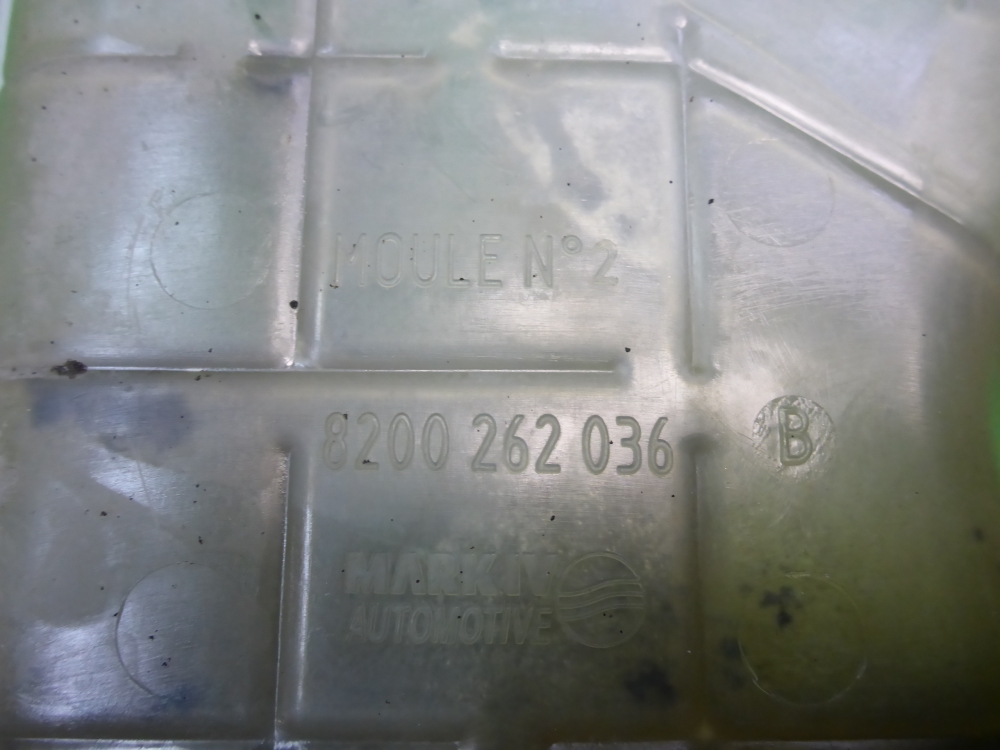 MOULE N°2
8200 262 036 B
MARK IV
AUTOMOTIVE